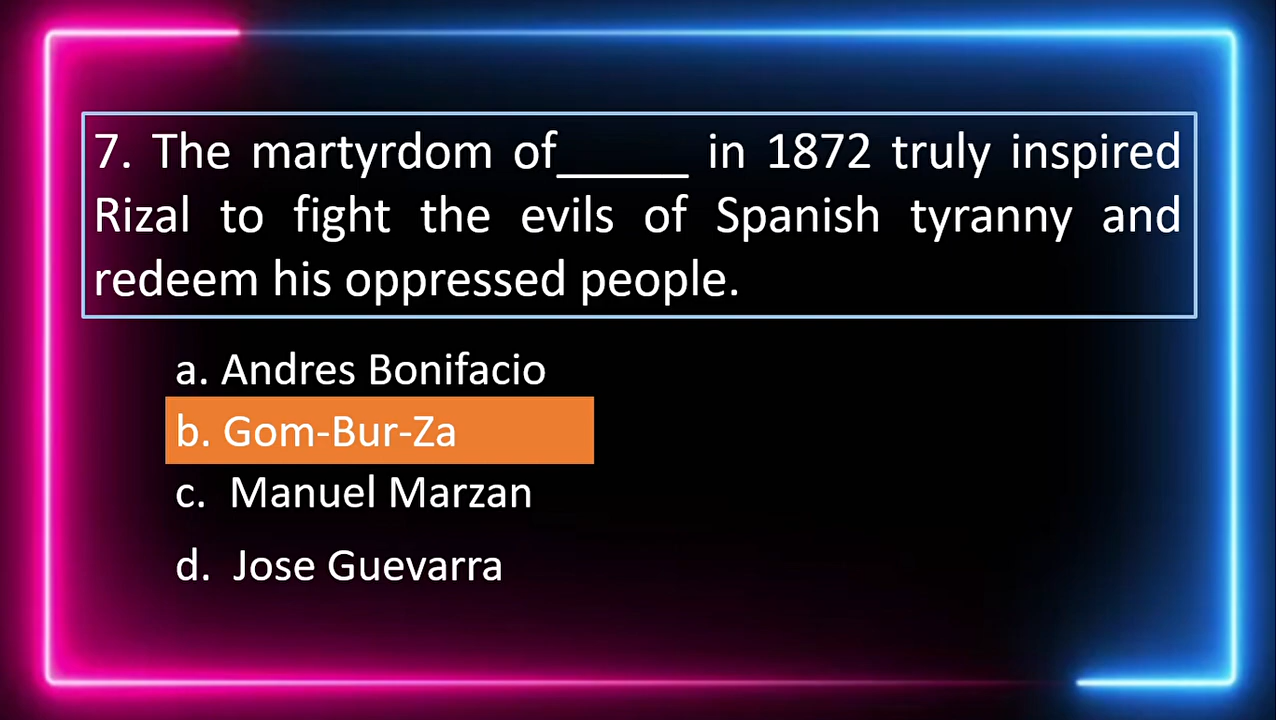 7. The martyrdom of_____ in 1872 truly inspired
Rizal to fight the evils of Spanish tyranny and
redeem his oppressed people.
a. Andres Bonifacio
b. Gom-Bur-Za
c. Manuel Marzan
d. Jose Guevarra